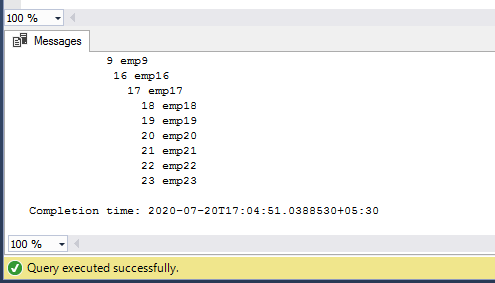 100 %
Messages
9 emp9
16 emp16
17 emp17
18 emp18
19 emp19
20 emp20
21 emp21
22 emp22
23 emp23
Completion time: 2020-07-20T17:04:51.0388530+05:30
100 %
Query executed successfully.